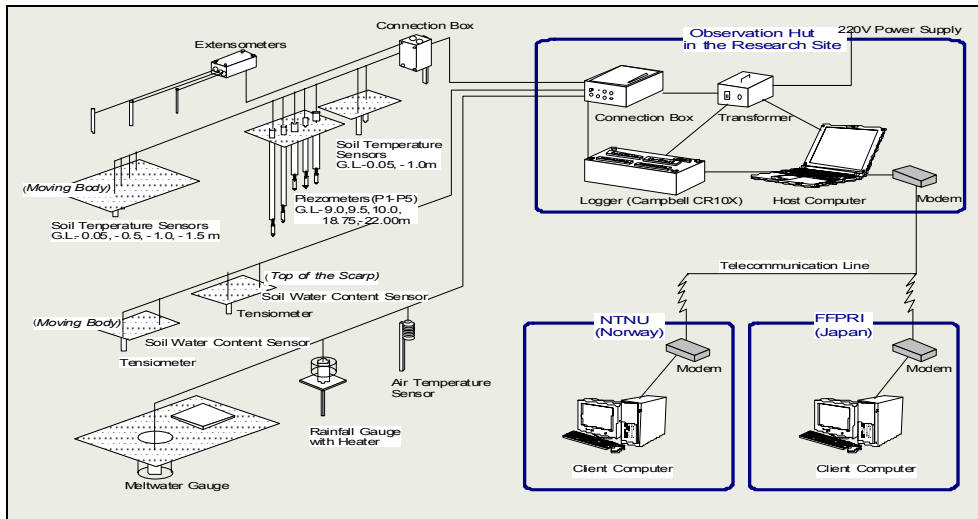 Connection Box
Extensometers
Soil Temperature
Sensors
G.L.-0.05, -1.0m
(Moving Body)
Soil Tenperature Sensors
G.L.-0.05, -0.5, -1.0, -1.5 m
Piezometers(P1-P5)
G.L.-9.0,9.5,10.0,
18.75,-22.00m
(Top of the Scarp)
Soil Water Content Sensor
Tensiometer
(Moving Body)
Soil Water Content Sensor
Tensiometer
Air Temperature
Sensor
Rainfall Gauge
with Heater
Meltwater Gauge
Observation Hut
in the Research Site
220V Power Supply
Connection Box
Transformer
Logger (Campbell CR10X)
Host Computer
Modem
Telecommunication Line
NTNU
(Norway)
Modem
Client Computer
FFPRI
(Japan)
Modem
Client Computer